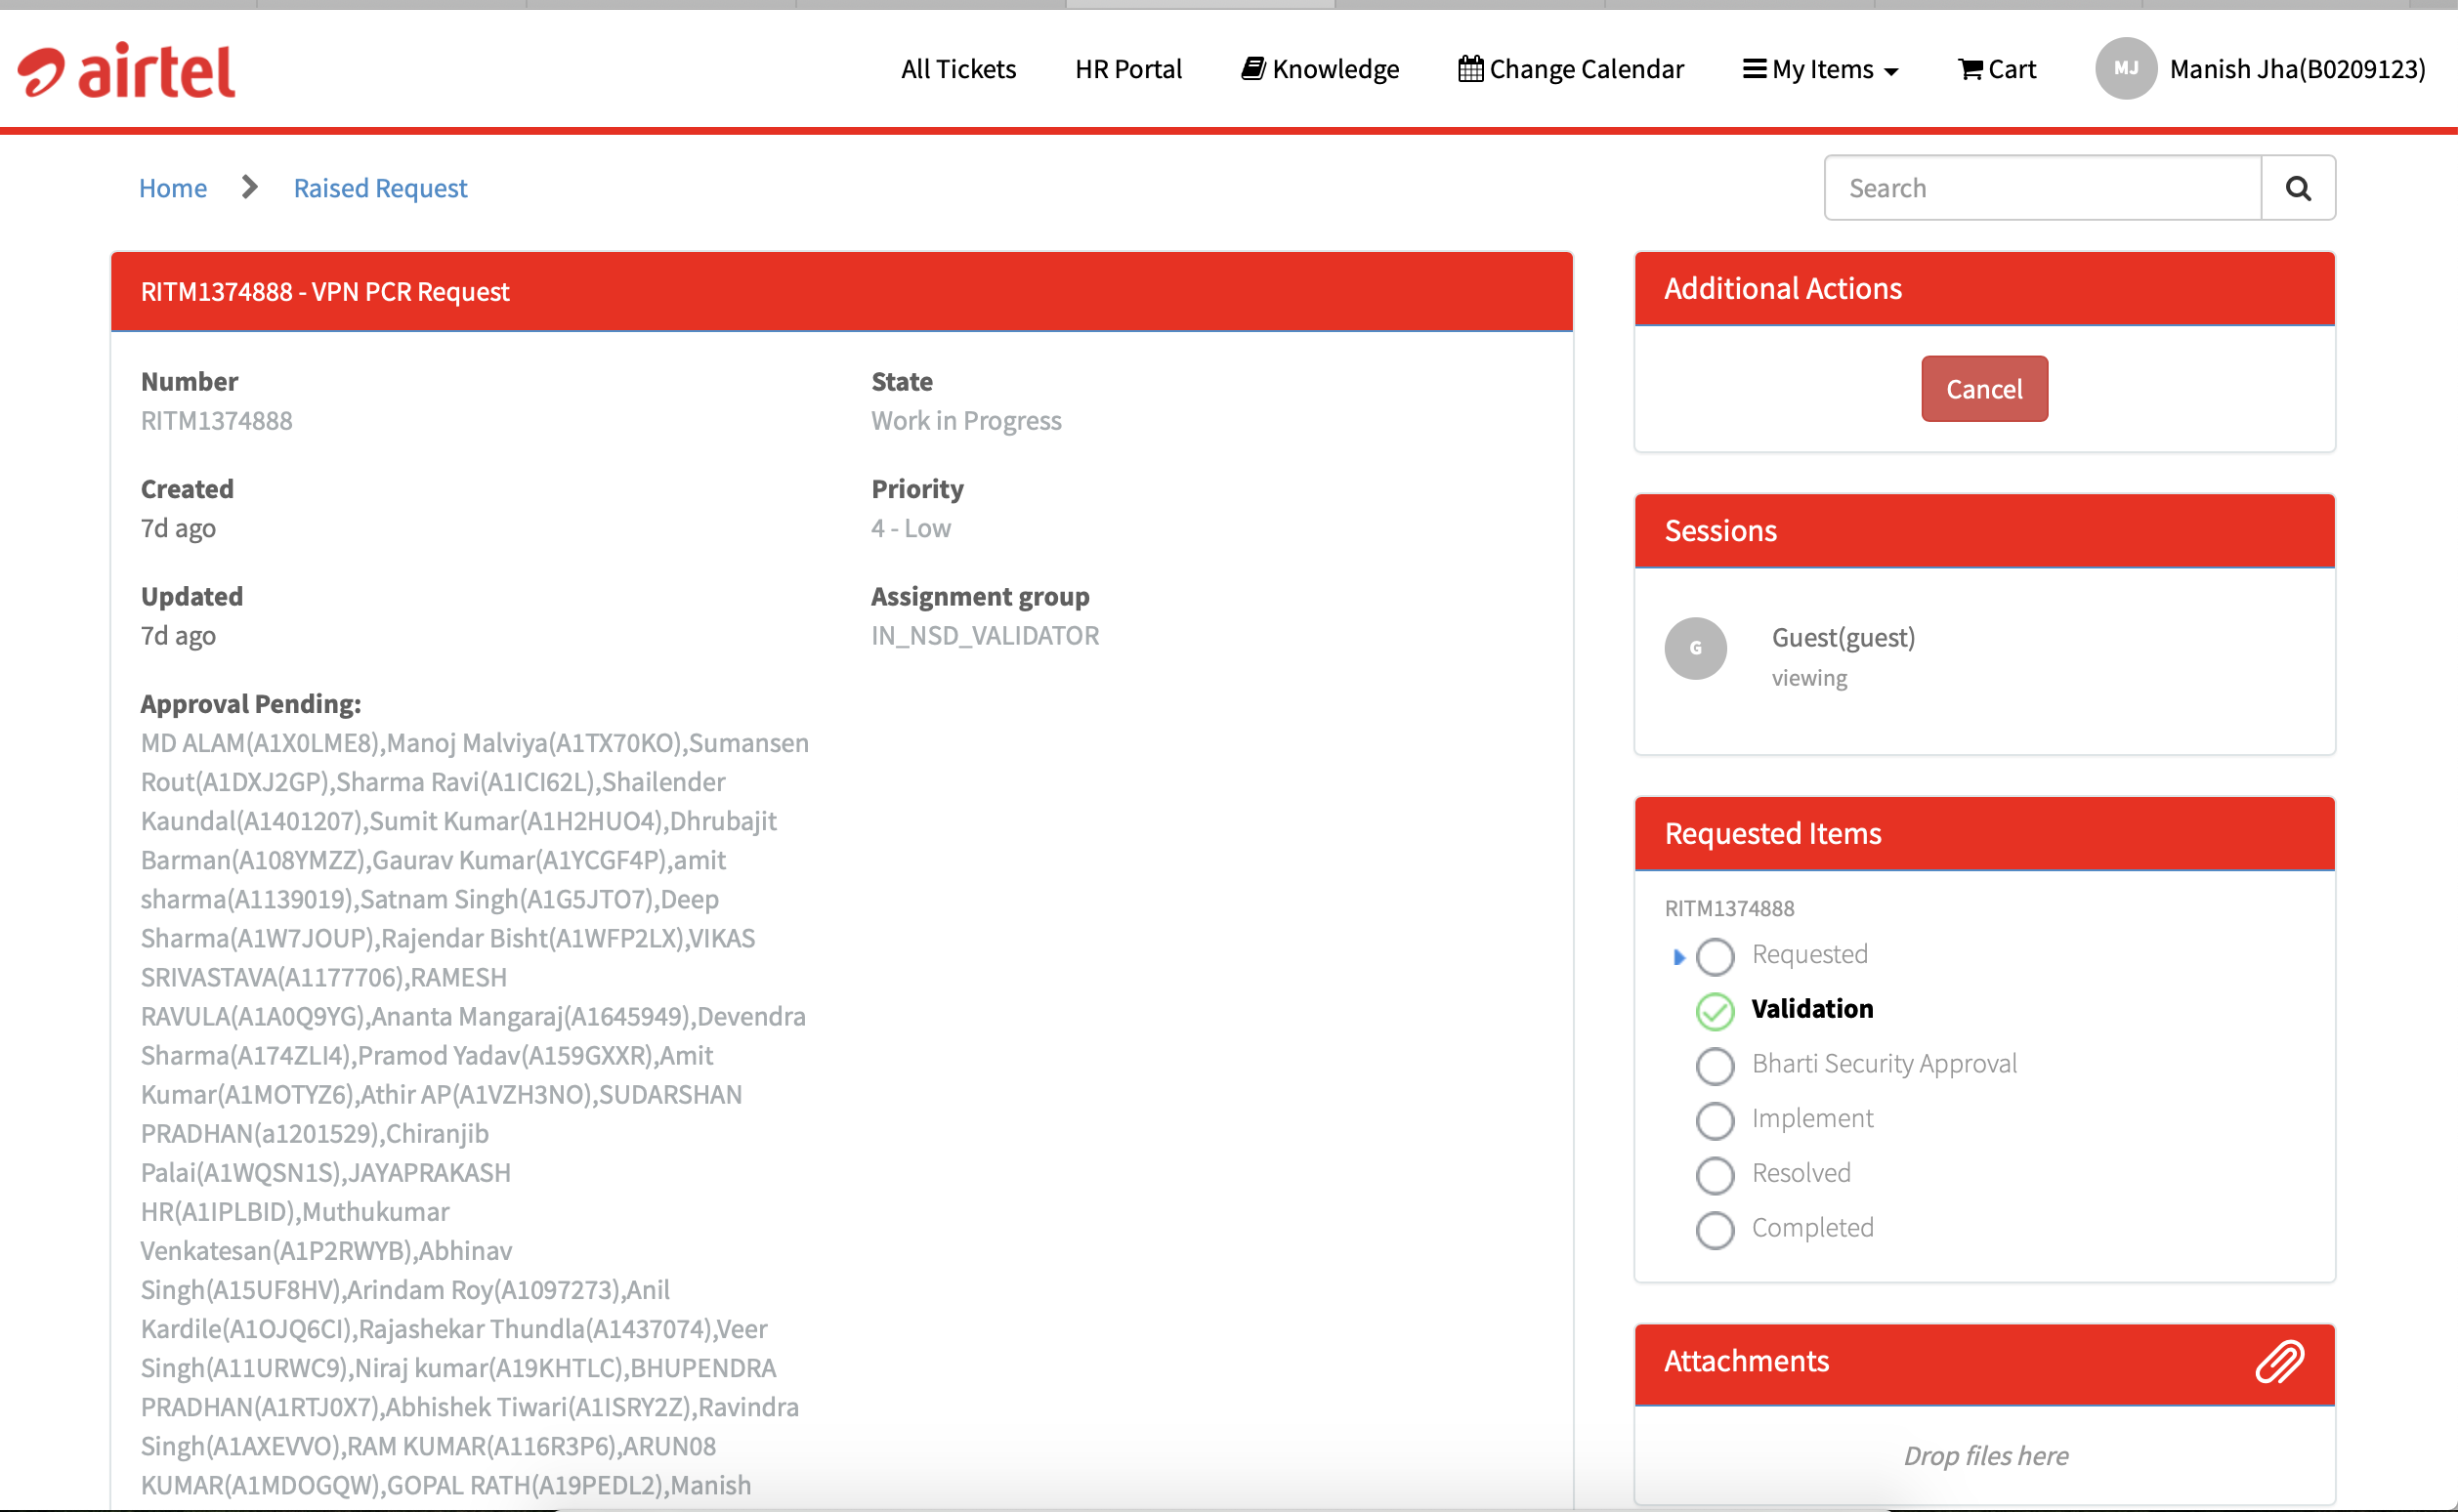 airtel
All Tickets
HR Portal
Knowledge
Change Calendar
My Items
Cart
MJ
Manish Jha(B0209123)
Home
Raised Request
Search
RITM1374888 - VPN PCR Request
Number
RITM1374888
State
Work in Progress
Created
7d ago
Priority
4 - Low
Updated
7d ago
Assignment group
IN_NSD_VALIDATOR
Approval Pending:
MD ALAM(A1X0LME8),Manoj Malviya(A1TX70KO),Sumansen
Rout(A1DXJ2GP),Sharma Ravi(A1ICI62L),Shailender
Kaundal(A1401207),Sumit Kumar(A1H2HUO4),Dhrubajit
Barman(A108YMZZ),Gaurav Kumar(A1YCGF4P),amit
sharma(A1139019),Satnam Singh(A1G5JTO7),Deep
Sharma(A1W7JOUP),Rajendar Bisht(A1WFP2LX),VIKAS
SRIVASTAVA(A1177706),RAMESH
RAVULA(A1A0Q9YG),Ananta Mangaraj(A1645949),Devendra
Sharma(A174ZLI4),Pramod Yadav(A159GXXR),Amit
Kumar(A1MOTYZ6),Athir AP(A1VZH3NO),SUDARSHAN
PRADHAN(a1201529),Chiranjib
Palai(A1WQSN1S),JAYAPRAKASH
HR(A1IPLBID),Muthukumar
Venkatesan(A1P2RWYB),Abhinav
Singh(A15UF8HV),Arindam Roy(A1097273),Anil
Kardile(A1OJQ6CI),Rajashekar Thundla(A1437074),Veer
Singh(A11URWC9),Niraj kumar(A19KHTLC),BHUPENDRA
PRADHAN(A1RTJ0X7),Abhishek Tiwari(A1ISRY2Z),Ravindra
Singh(A1AXEVVO),RAM KUMAR(A116R3P6),ARUN08
KUMAR(A1MDOGQW),GOPAL RATH(A19PEDL2),Manish
Additional Actions
Cancel
Sessions
G
Guest(guest)
viewing
Requested Items
RITM1374888
Requested
Validation
Bharti Security Approval
Implement
Resolved
Completed
Attachments
Drop files here